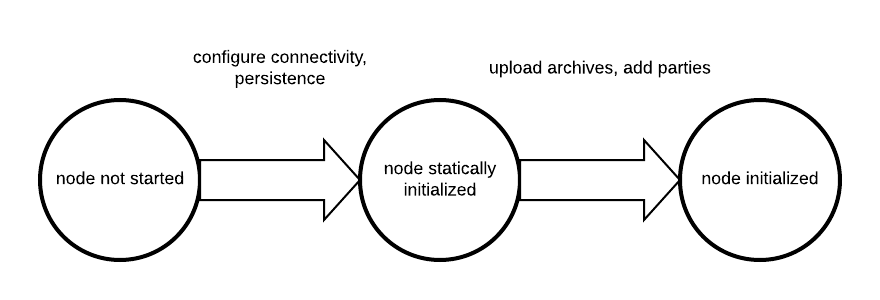 configure connectivity,
persistence
upload archives, add parties
node not started
node statically
initialized
node initialized